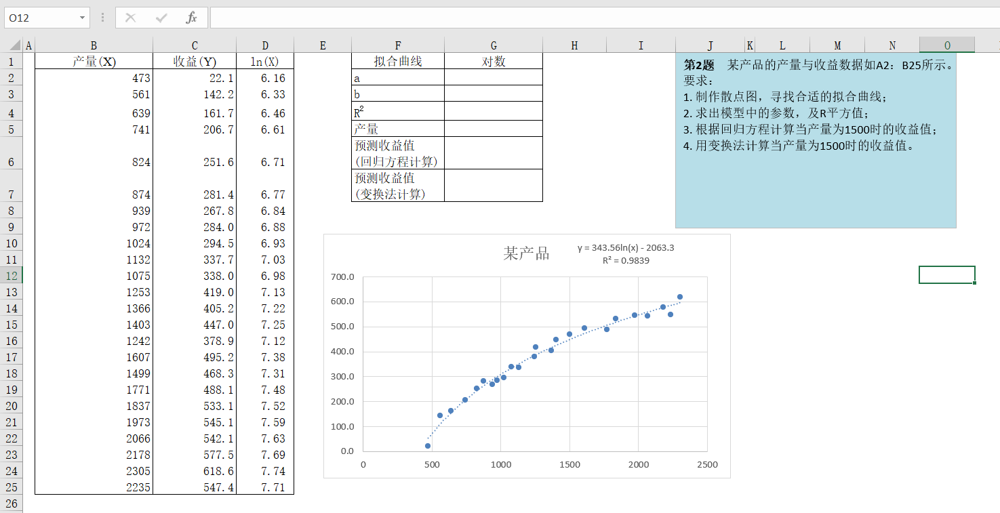 O12
fx
A B C D E F G H I J K L M N O
1 产量(X) 收益(Y) ln(X) 拟合曲线 对数
2 473 22.1 6.16 a
3 561 142.2 6.33 b
4 639 161.7 6.46 R²
5 741 206.7 6.61 产量
6 824 251.6 6.71 预测收益值
(回归方程计算)
7 874 281.4 6.77 预测收益值
(变换法计算)
8 939 267.8 6.84
9 972 284.0 6.88
10 1024 294.5 6.93
11 1132 337.7 7.03
12 1075 338.0 6.98
13 1253 419.0 7.13
14 1366 405.2 7.22
15 1403 447.0 7.25
16 1242 378.9 7.12
17 1607 495.2 7.38
18 1499 468.3 7.31
19 1771 488.1 7.48
20 1837 533.1 7.52
21 1973 545.1 7.59
22 2066 542.1 7.63
23 2178 577.5 7.69
24 2305 618.6 7.74
25 2235 547.4 7.71
26
第2题 某产品的产量与收益数据如A2：B25所示。
要求：
1. 制作散点图，寻找合适的拟合曲线；
2. 求出模型中的参数，及R平方值；
3. 根据回归方程计算当产量为1500时的收益值；
4. 用变换法计算当产量为1500时的收益值。
某产品
y = 343.56ln(x) - 2063.3
R² = 0.9839
700.0
600.0
500.0
400.0
300.0
200.0
100.0
0.0
0 500 1000 1500 2000 2500